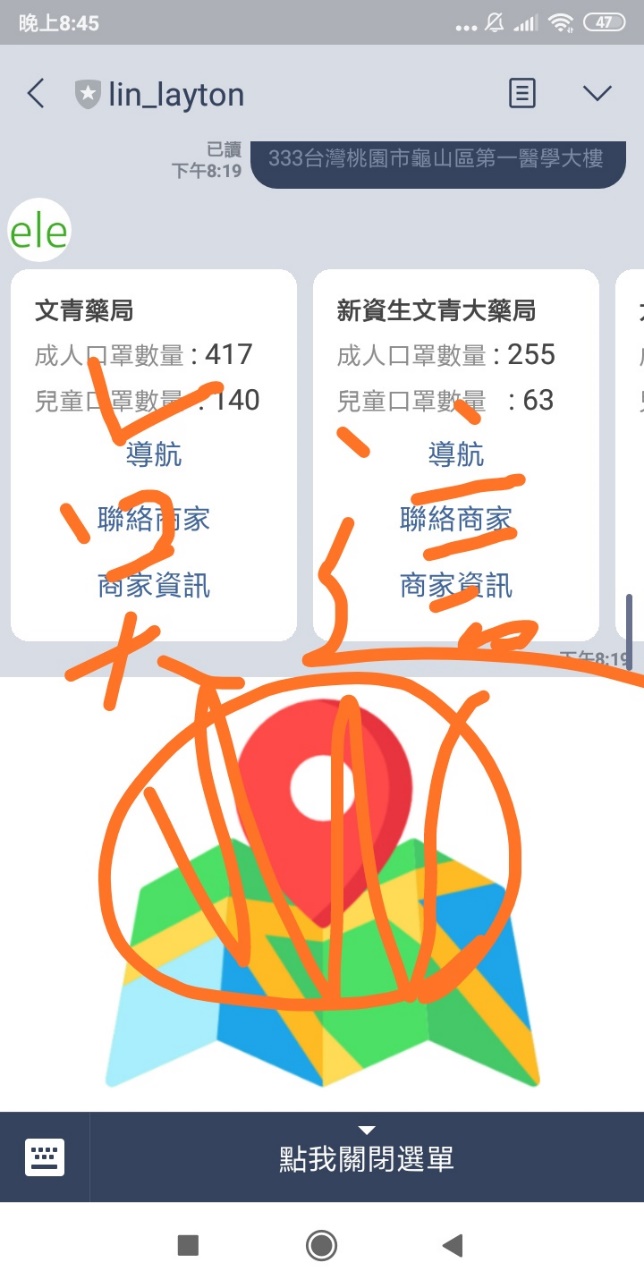 晚上8:45
47
lin_layton
已讀
下午8:19
333台灣桃園市龜山區第一醫學大樓
ele
文青藥局
成人口罩數量 : 417
兒童口罩數量 : 140
導航
聯絡商家
商家資訊
新資生文青大藥局
成人口罩數量 : 255
兒童口罩數量 : 63
導航
聯絡商家
商家資訊
下午8:19
點我關閉選單